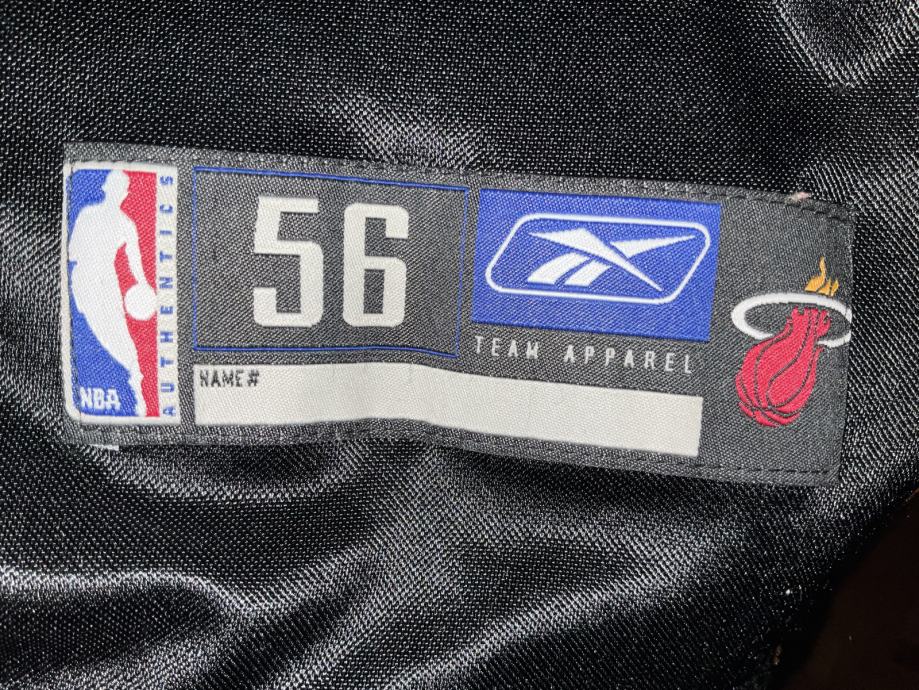 NBA
AUTHENTICS
56
TEAM APPAREL
NAME#